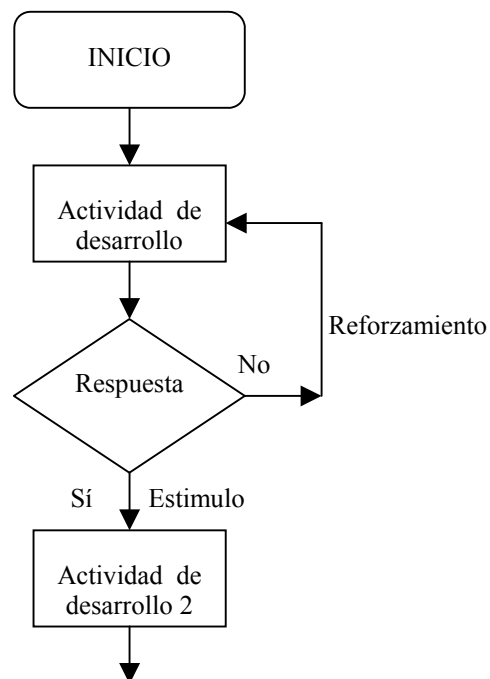 INICIO
Actividad de
desarrollo
Reforzamiento
No
Respuesta
Sí Estimulo
Actividad de
desarrollo 2